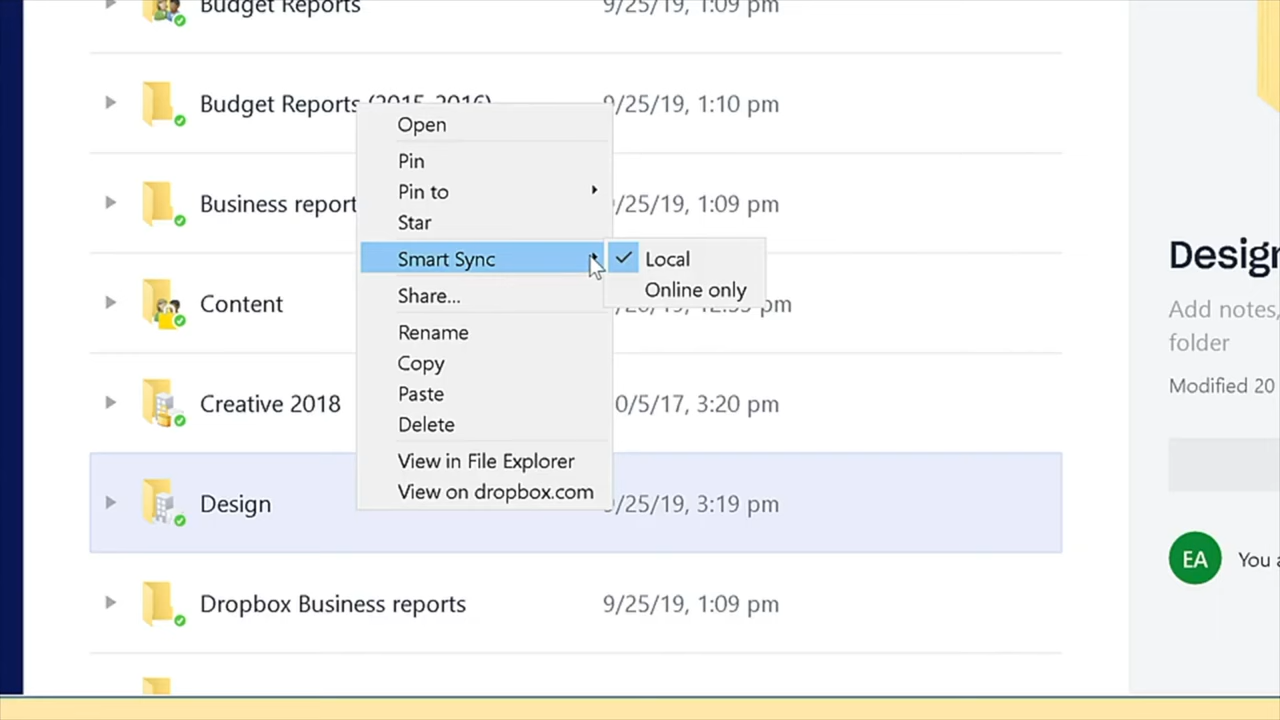 Budget Reports 9/25/19, 1:09 pm
Budget Reports (2015-2016) 9/25/19, 1:10 pm
Business report /25/19, 1:09 pm
Content pm
Creative 2018 0/5/17, 3:20 pm
Design /25/19, 3:19 pm
Dropbox Business reports 9/25/19, 1:09 pm
Open
Pin
Pin to
Star
Smart Sync
Share...
Rename
Copy
Paste
Delete
View in File Explorer
View on dropbox.com
Local
Online only
Design
Add notes,
folder
Modified 20
EA You a